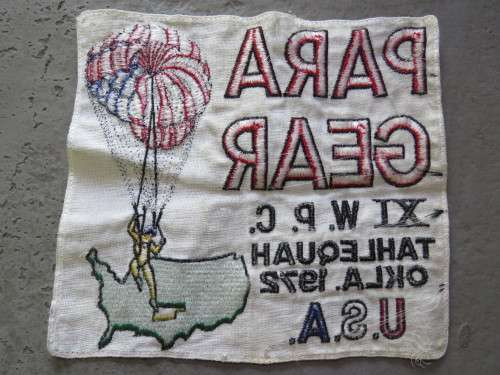 PARA
GEAR
XI W. P. C.
TAHLEQUAH
OKLA. 1972
U.S.A.